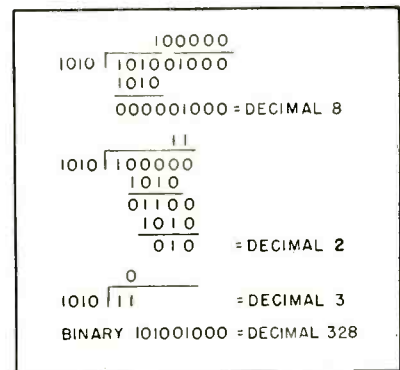 100000
1010 101001000
1010
000001000 = DECIMAL 8
11
1010 100000
1010
01100
1010
010 = DECIMAL 2
0
1010 11 = DECIMAL 3
BINARY 101001000 = DECIMAL 328